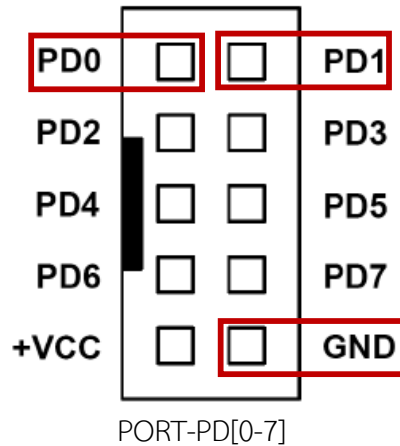 PD0 PD1
PD2 PD3
PD4 PD5
PD6 PD7
+VCC GND
PORT-PD[0-7]